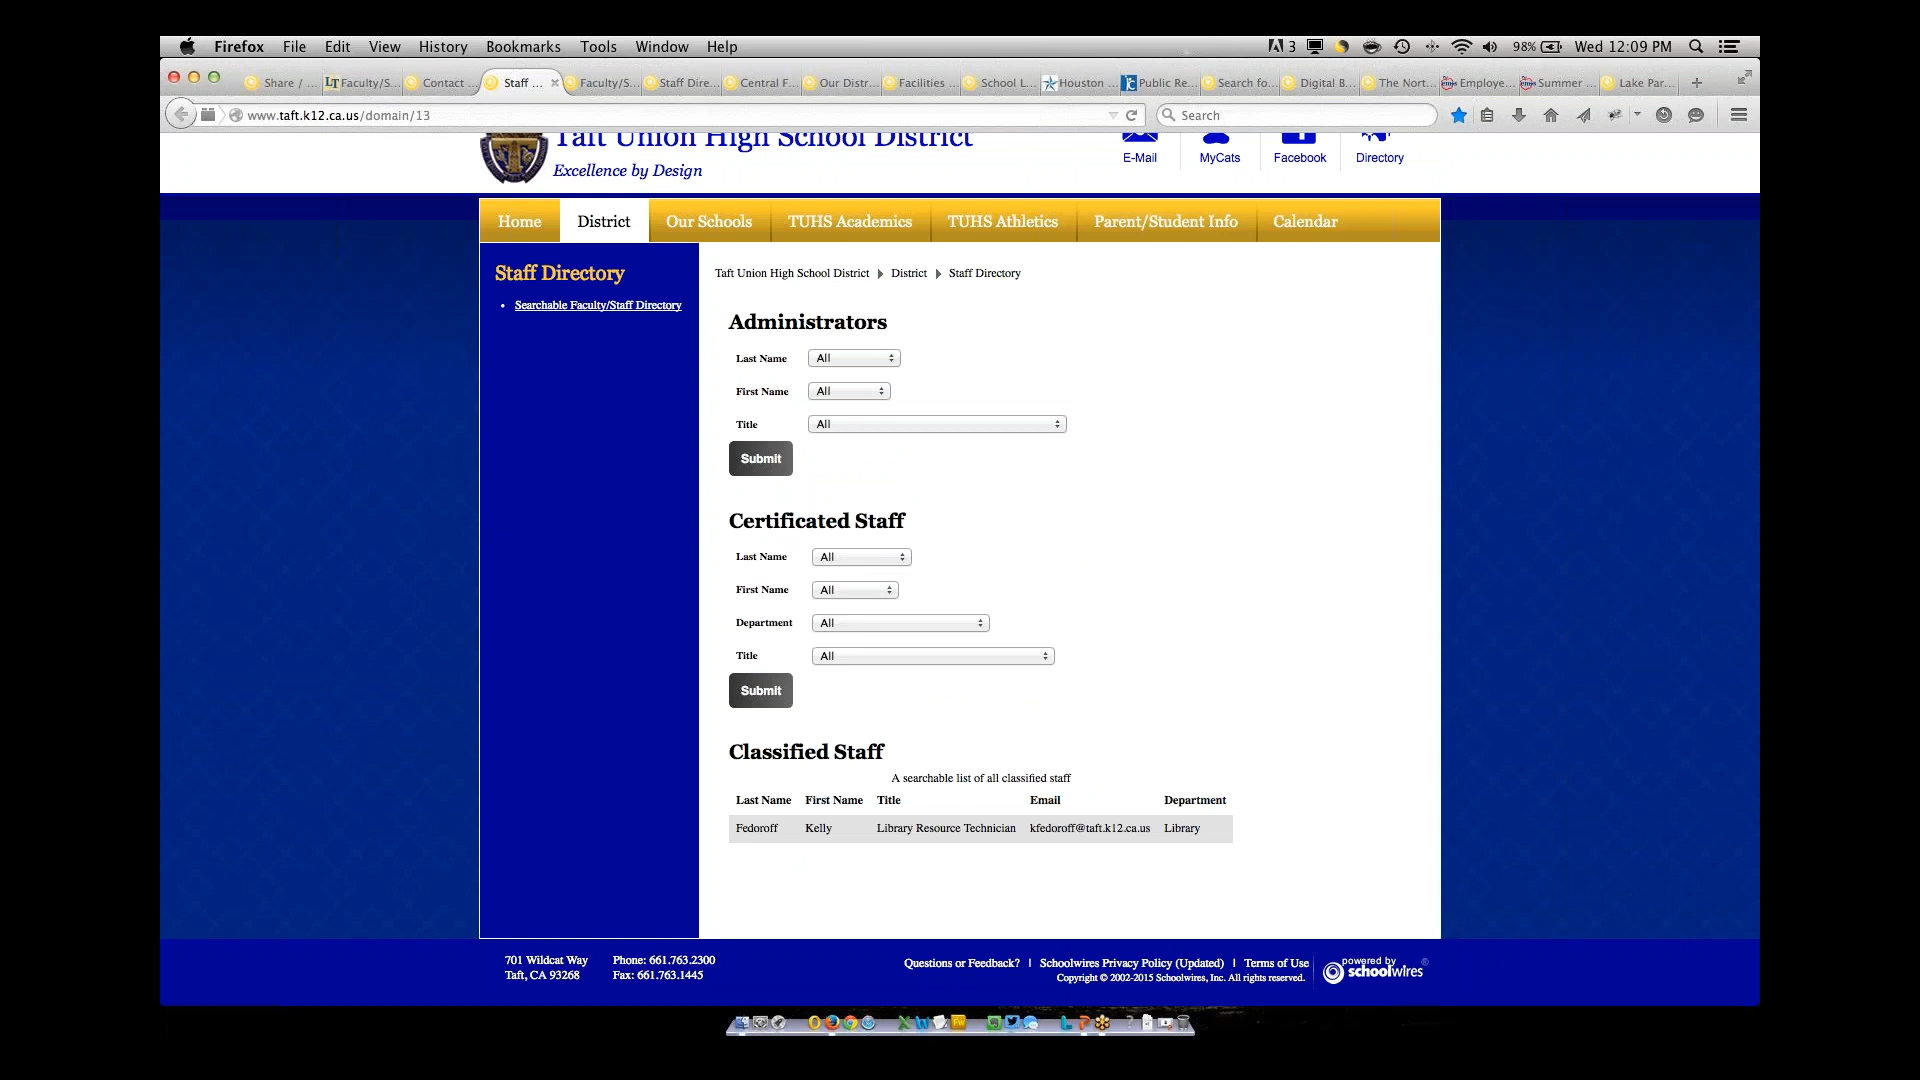 Firefox File Edit View History Bookmarks Tools Window Help 3 98% Wed 12:09 PM
Share / ... LT Faculty/S... Contact ... Staff ... Faculty/S... Staff Dire... Central F... Our Distr... Facilities ... School L... Houston ... Public Re... Search fo... Digital B... The Nort... Employe... Summer ... Lake Par...
www.taft.k12.ca.us/domain/13 Search
Taft Union High School District
Excellence by Design
E-Mail MyCats Facebook Directory
Home District Our Schools TUHS Academics TUHS Athletics Parent/Student Info Calendar
Staff Directory
• Searchable Faculty/Staff Directory
Taft Union High School District District Staff Directory
Administrators
Last Name All
First Name All
Title All
Submit
Certificated Staff
Last Name All
First Name All
Department All
Title All
Submit
Classified Staff
A searchable list of all classified staff
Last Name First Name Title Email Department
Fedoroff Kelly Library Resource Technician kfedoroff@taft.k12.ca.us Library
701 Wildcat Way Phone: 661.763.2300
Taft, CA 93268 Fax: 661.763.1445
Questions or Feedback? | Schoolwires Privacy Policy (Updated) | Terms of Use
Copyright © 2002-2015 Schoolwires, Inc. All rights reserved.
powered by
schoolwires